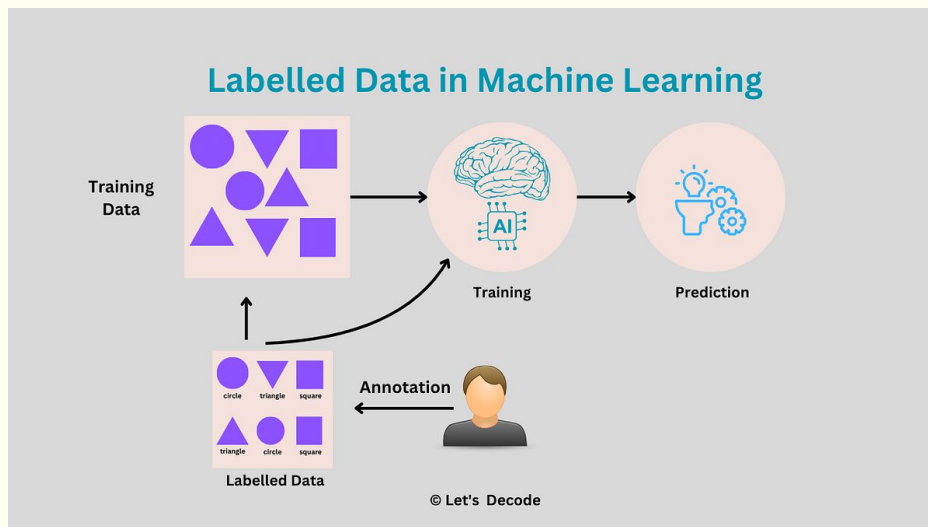 Labelled Data in Machine Learning
Training
Data
AI
Training
Prediction
circle
triangle
square
Annotation
triangle
circle
square
Labelled Data
© Let's Decode